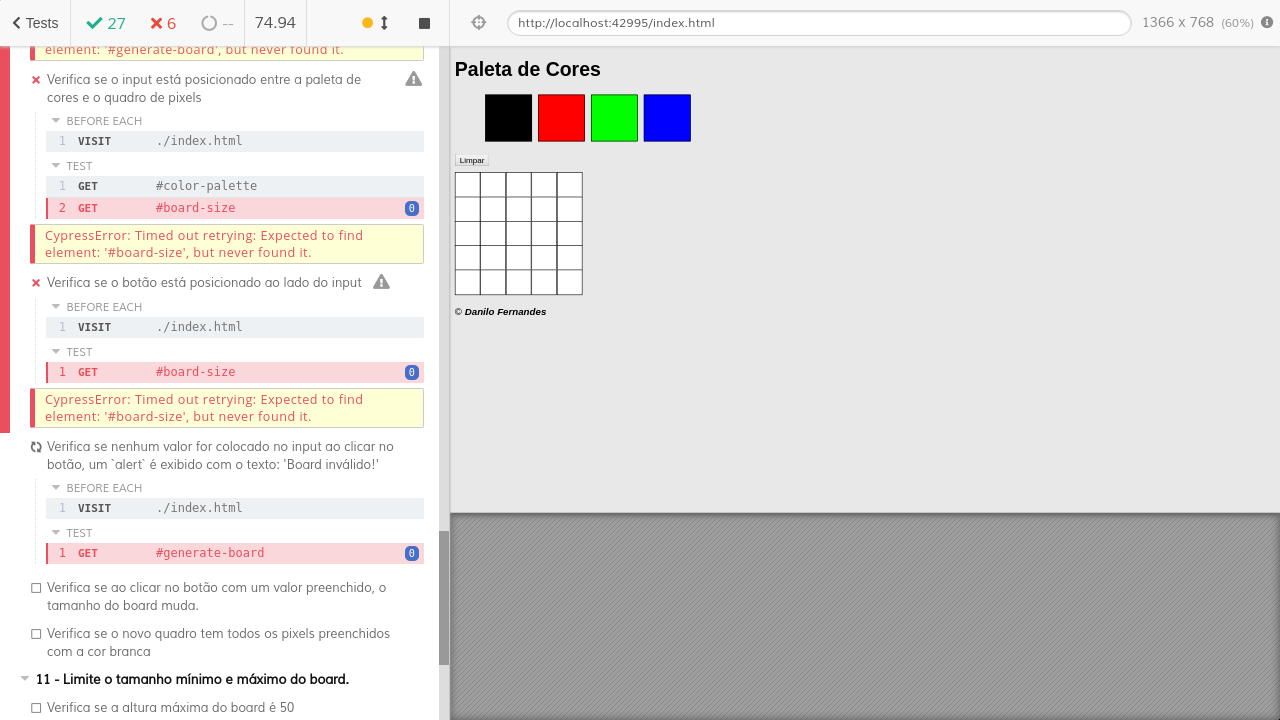 Tests
27
6
--
74.94
http://localhost:42995/index.html
1366 x 768 (60%)
element: '#generate-board', but never found it.
Verifica se o input está posicionado entre a paleta de
cores e o quadro de pixels
BEFORE EACH
1 VISIT ./index.html
TEST
1 GET #color-palette
2 GET #board-size 0
CypressError: Timed out retrying: Expected to find
element: '#board-size', but never found it.
Verifica se o botão está posicionado ao lado do input
BEFORE EACH
1 VISIT ./index.html
TEST
1 GET #board-size 0
CypressError: Timed out retrying: Expected to find
element: '#board-size', but never found it.
Verifica se nenhum valor for colocado no input ao clicar no
botão, um `alert` é exibido com o texto: 'Board inválido!'
BEFORE EACH
1 VISIT ./index.html
TEST
1 GET #generate-board 0
Verifica se ao clicar no botão com um valor preenchido, o
tamanho do board muda.
Verifica se o novo quadro tem todos os pixels preenchidos
com a cor branca
11 - Limite o tamanho mínimo e máximo do board.
Verifica se a altura máxima do board é 50
Paleta de Cores
Limpar
© Danilo Fernandes